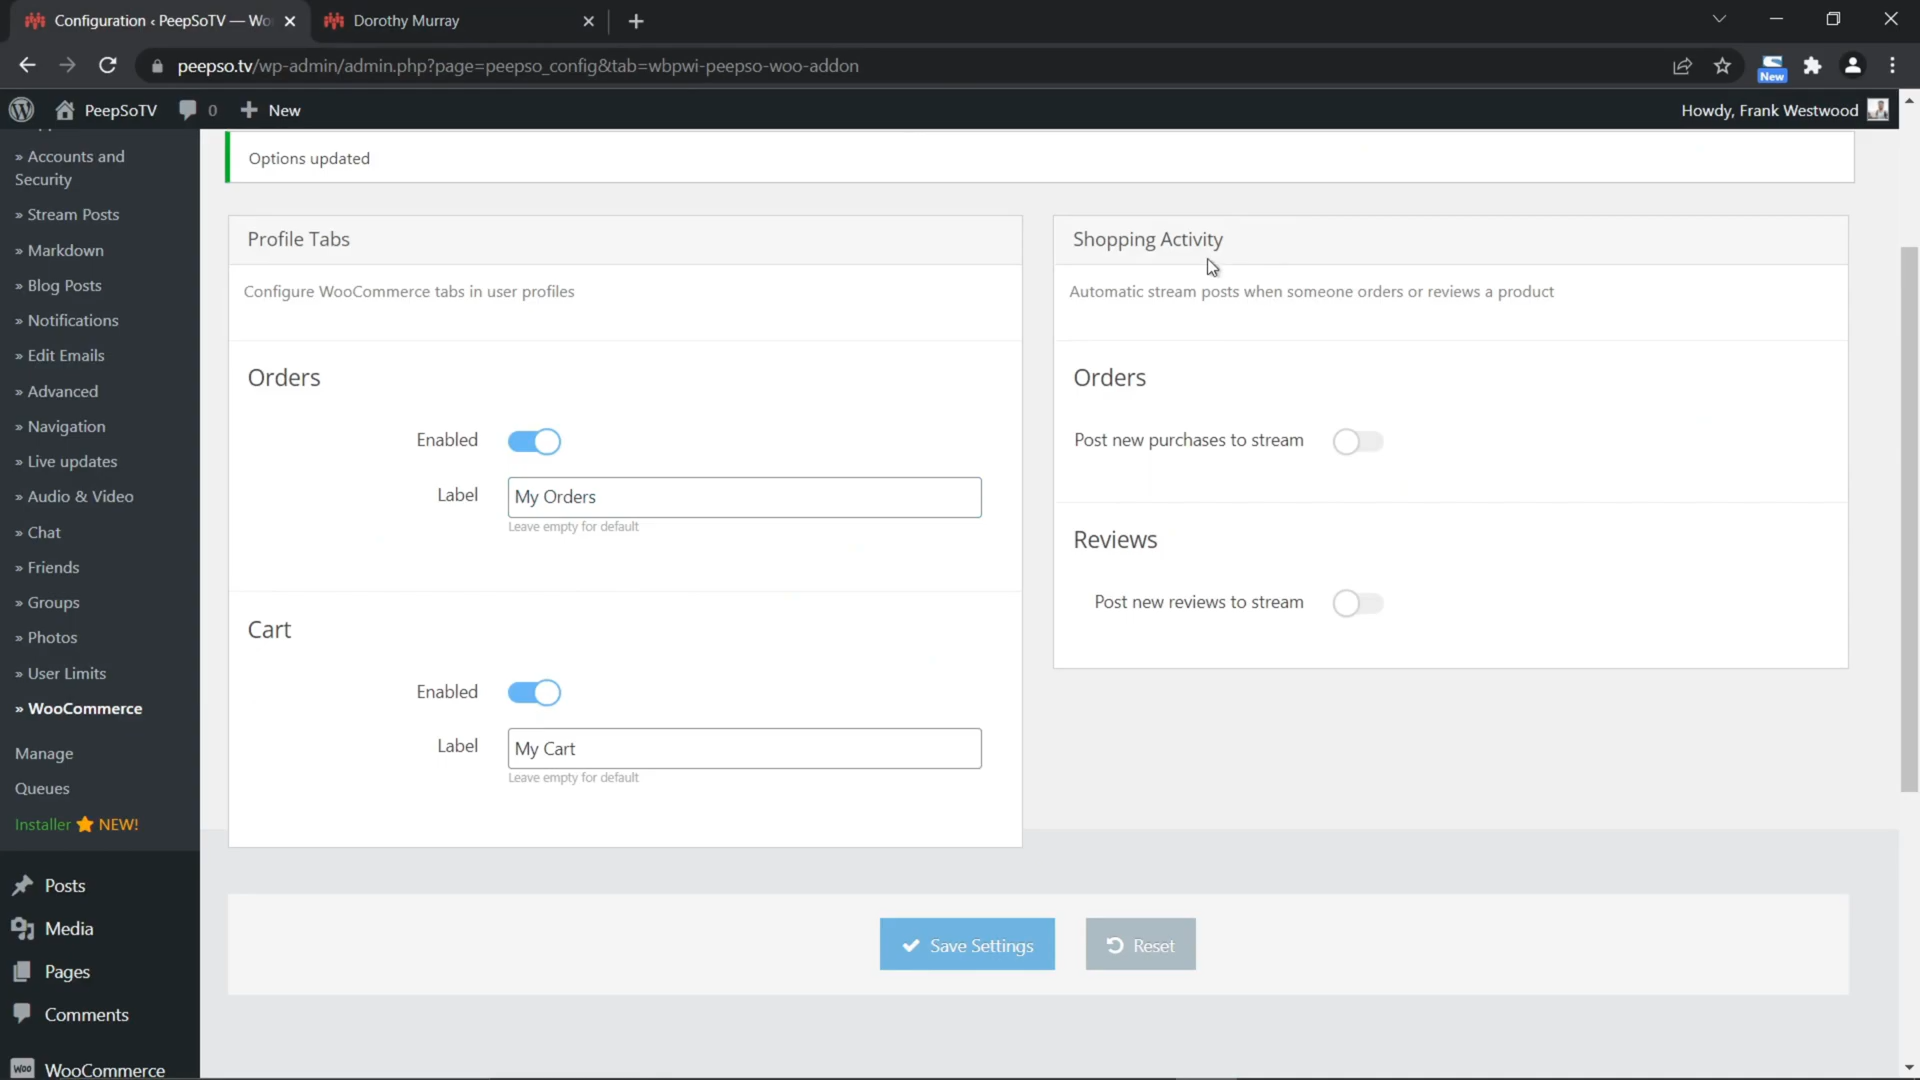 Configuration ‹ PeepSoTV — Wo
Dorothy Murray
peepso.tv/wp-admin/admin.php?page=peepso_config&tab=wbpwi-peepso-woo-addon
New
PeepSoTV
0
New
Howdy, Frank Westwood
» Accounts and
Security
» Stream Posts
» Markdown
» Blog Posts
» Notifications
» Edit Emails
» Advanced
» Navigation
» Live updates
» Audio & Video
» Chat
» Friends
» Groups
» Photos
» User Limits
» WooCommerce
Manage
Queues
Installer NEW!
Posts
Media
Pages
Comments
Woo WooCommerce
Options updated
Profile Tabs
Configure WooCommerce tabs in user profiles
Orders
Enabled
Label
My Orders
Leave empty for default
Cart
Enabled
Label
My Cart
Leave empty for default
Shopping Activity
Automatic stream posts when someone orders or reviews a product
Orders
Post new purchases to stream
Reviews
Post new reviews to stream
Save Settings
Reset